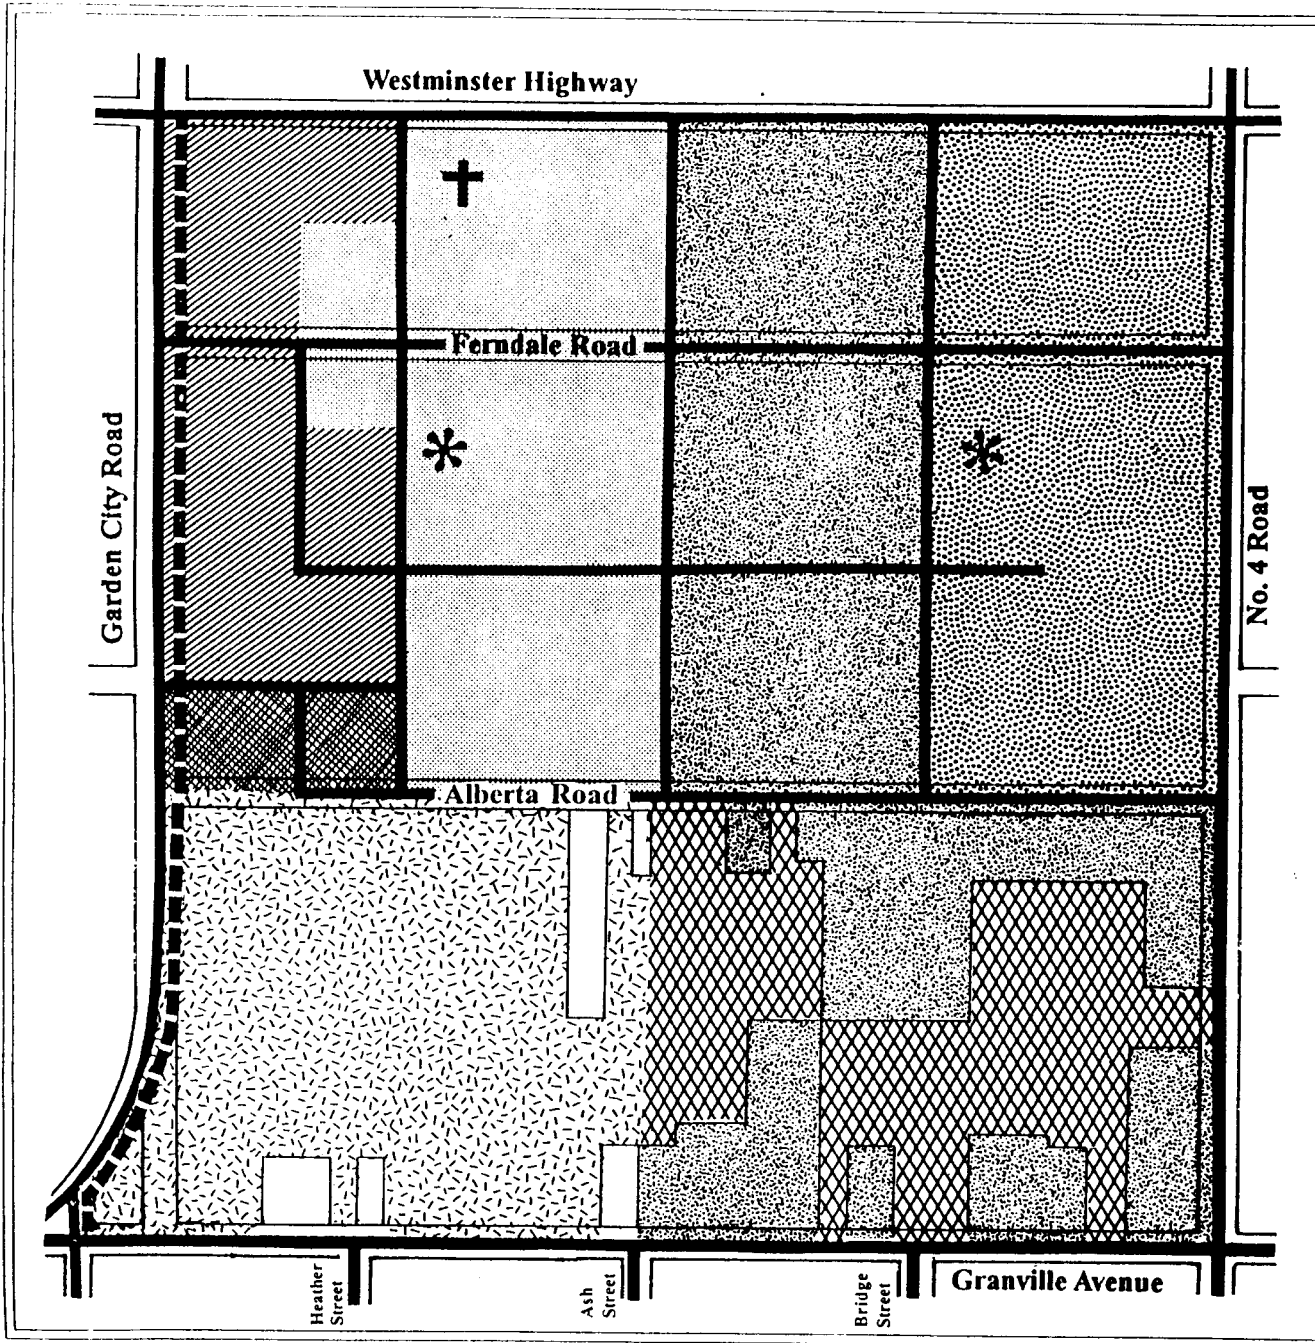 Westminster Highway
Ferndale Road
Garden City Road
No. 4 Road
Alberta Road
Heather
Street
Ash
Street
Bridge
Street
Granville Avenue